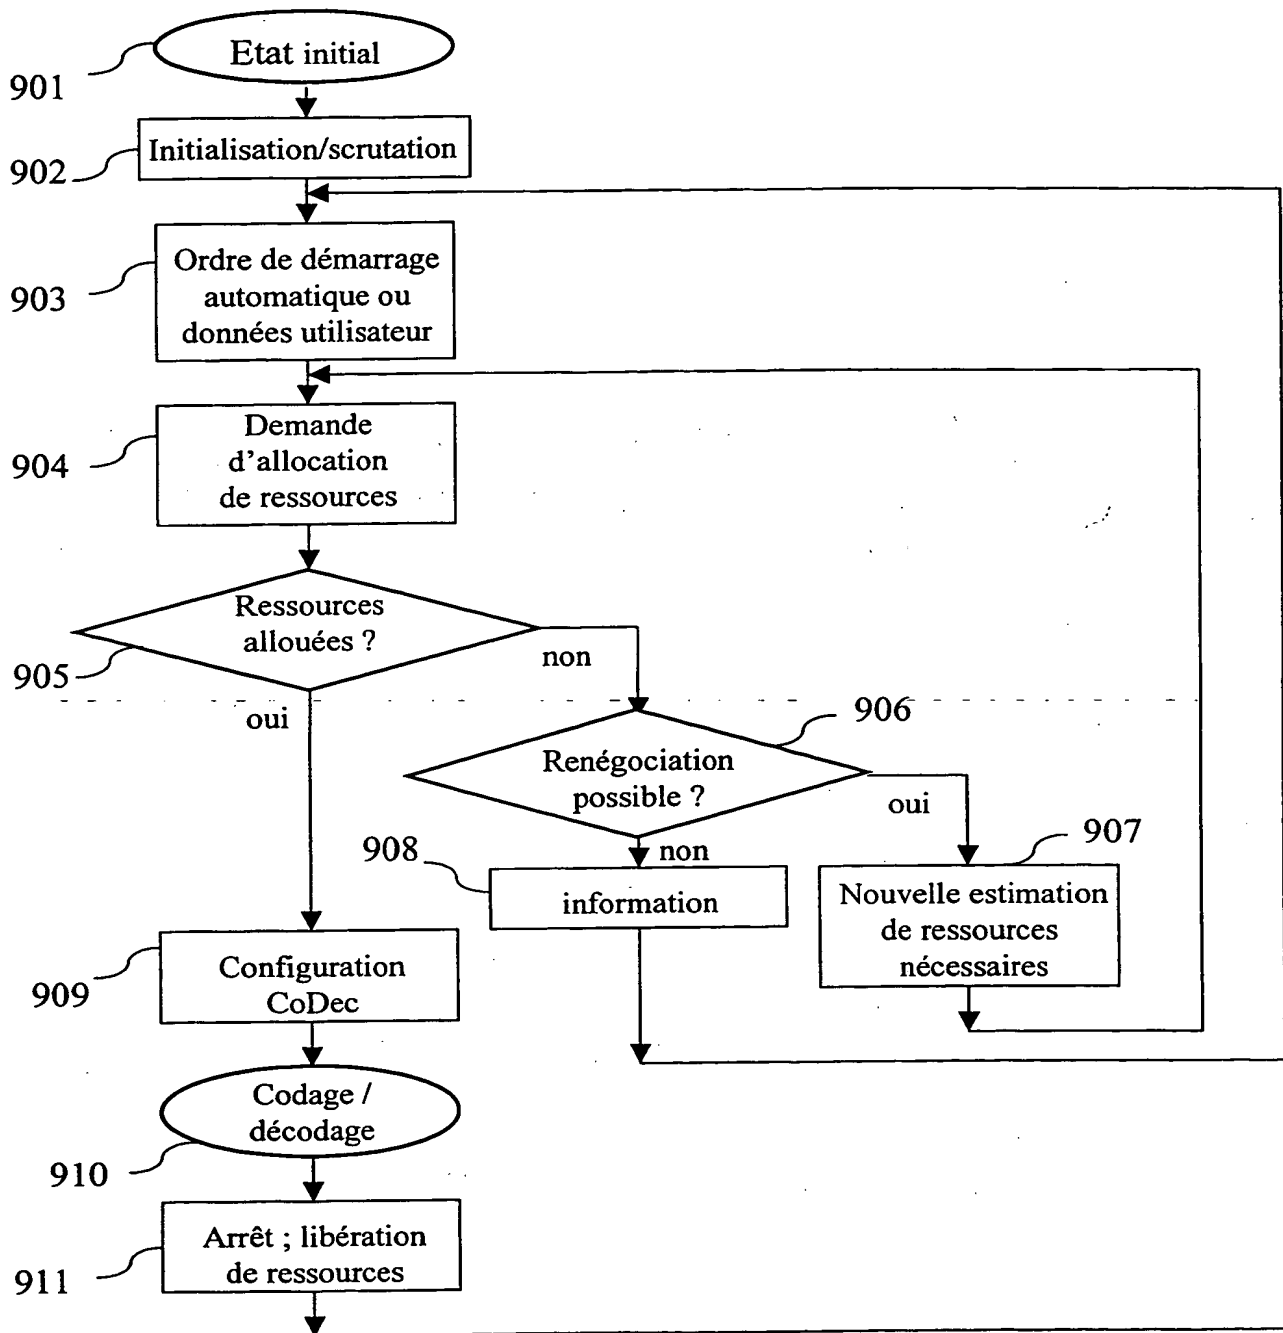 Etat initial
901
Initialisation/scrutation
902
Ordre de démarrage
automatique ou
données utilisateur
903
Demande
d'allocation
de ressources
904
Ressources
allouées ?
905
non
oui
906
Renégociation
possible ?
oui
non
907
908
information
Nouvelle estimation
de ressources
nécessaires
Configuration
CoDec
909
Codage /
décodage
910
Arrêt ; libération
de ressources
911